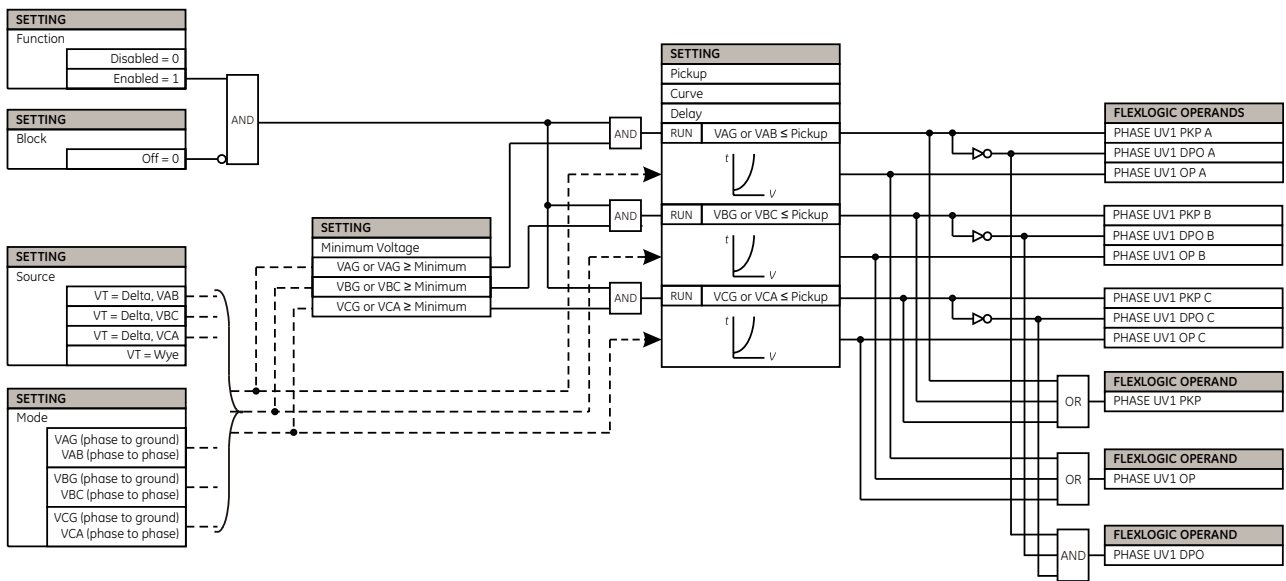 SETTING
Function
Disabled = 0
Enabled = 1
SETTING
Block
Off = 0
AND
SETTING
Source
VT = Delta, VAB
VT = Delta, VBC
VT = Delta, VCA
VT = Wye
SETTING
Mode
VAG (phase to ground)
VAB (phase to phase)
VBG (phase to ground)
VBC (phase to phase)
VCG (phase to ground)
VCA (phase to phase)
SETTING
Minimum Voltage
VAG or VAG ≥ Minimum
VBG or VBC ≥ Minimum
VCG or VCA ≥ Minimum
AND
AND
AND
SETTING
Pickup
Curve
Delay
RUN VAG or VAB ≤ Pickup
t
V
RUN VBG or VBC ≤ Pickup
t
V
RUN VCG or VCA ≤ Pickup
t
V
FLEXLOGIC OPERANDS
PHASE UV1 PKP A
PHASE UV1 DPO A
PHASE UV1 OP A
PHASE UV1 PKP B
PHASE UV1 DPO B
PHASE UV1 OP B
PHASE UV1 PKP C
PHASE UV1 DPO C
PHASE UV1 OP C
OR
FLEXLOGIC OPERAND
PHASE UV1 PKP
OR
FLEXLOGIC OPERAND
PHASE UV1 OP
AND
FLEXLOGIC OPERAND
PHASE UV1 DPO